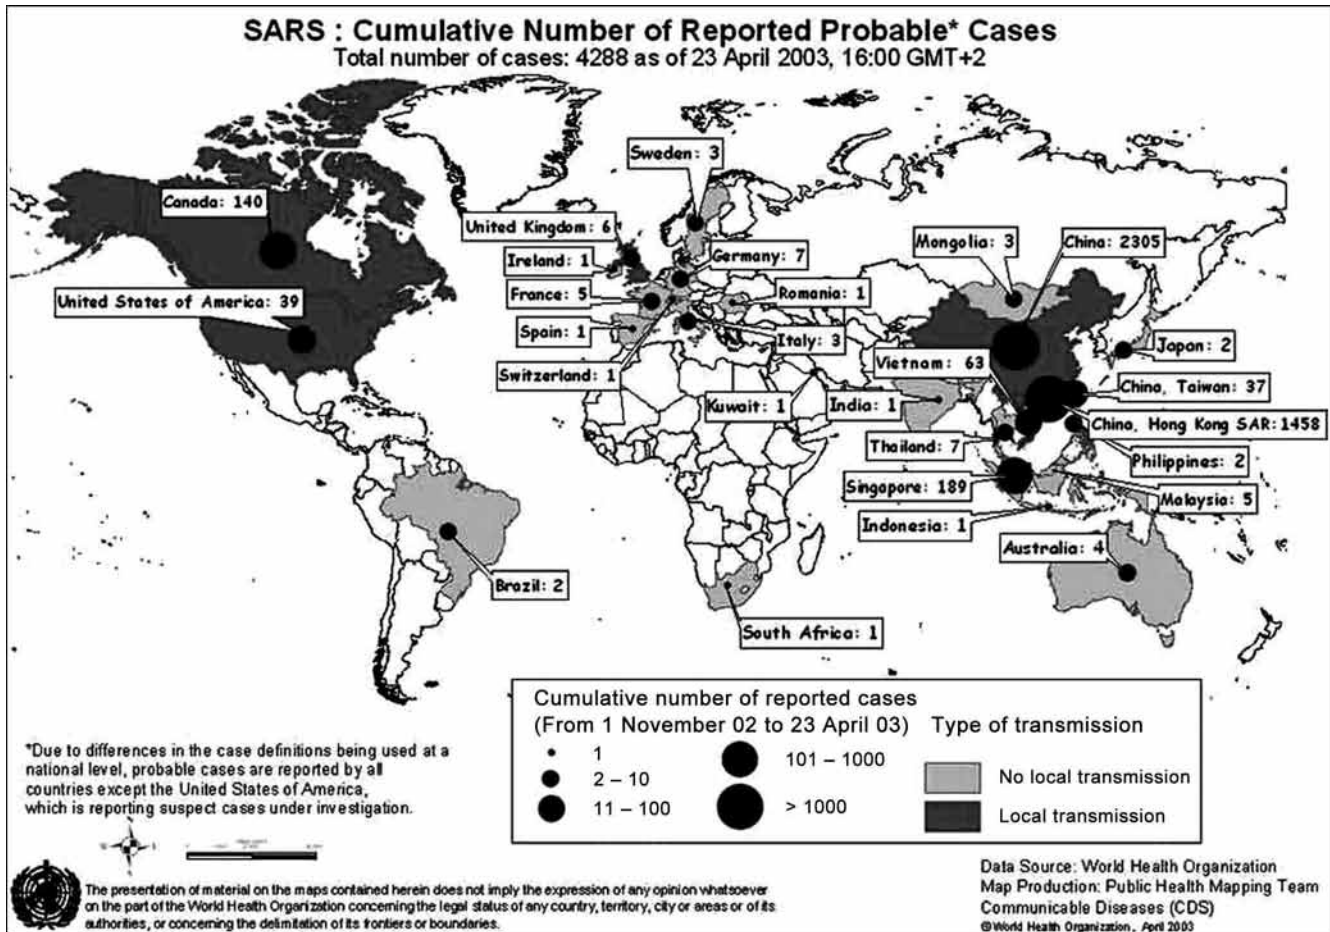 SARS : Cumulative Number of Reported Probable* Cases
Total number of cases: 4288 as of 23 April 2003, 16:00 GMT+2
Sweden: 3
Canada: 140
United Kingdom: 6
Mongolia: 3
China: 2305
Ireland: 1
Germany: 7
United States of America: 39
France: 5
Romania: 1
Spain: 1
Italy: 3
Japan: 2
Vietnam: 63
Switzerland: 1
China, Taiwan: 37
Kuwait: 1
India: 1
China, Hong Kong SAR: 1458
Thailand: 7
Philippines: 2
Singapore: 189
Malaysia: 5
Indonesia: 1
Australia: 4
Brazil: 2
South Africa: 1
Cumulative number of reported cases
(From 1 November 02 to 23 April 03)
1
2 – 10
11 – 100
101 – 1000
> 1000
Type of transmission
No local transmission
Local transmission
*Due to differences in the case definitions being used at a
national level, probable cases are reported by all
countries except the United States of America,
which is reporting suspect cases under investigation.
The presentation of material on the maps contained herein does not imply the expression of any opinion whatsoever
on the part of the World Health Organization concerning the legal status of any country, territory, city or areas or of its
authorities, or concerning the delimitation of its frontiers or boundaries.
Data Source: World Health Organization
Map Production: Public Health Mapping Team
Communicable Diseases (CDS)
©World Health Organization, April 2003